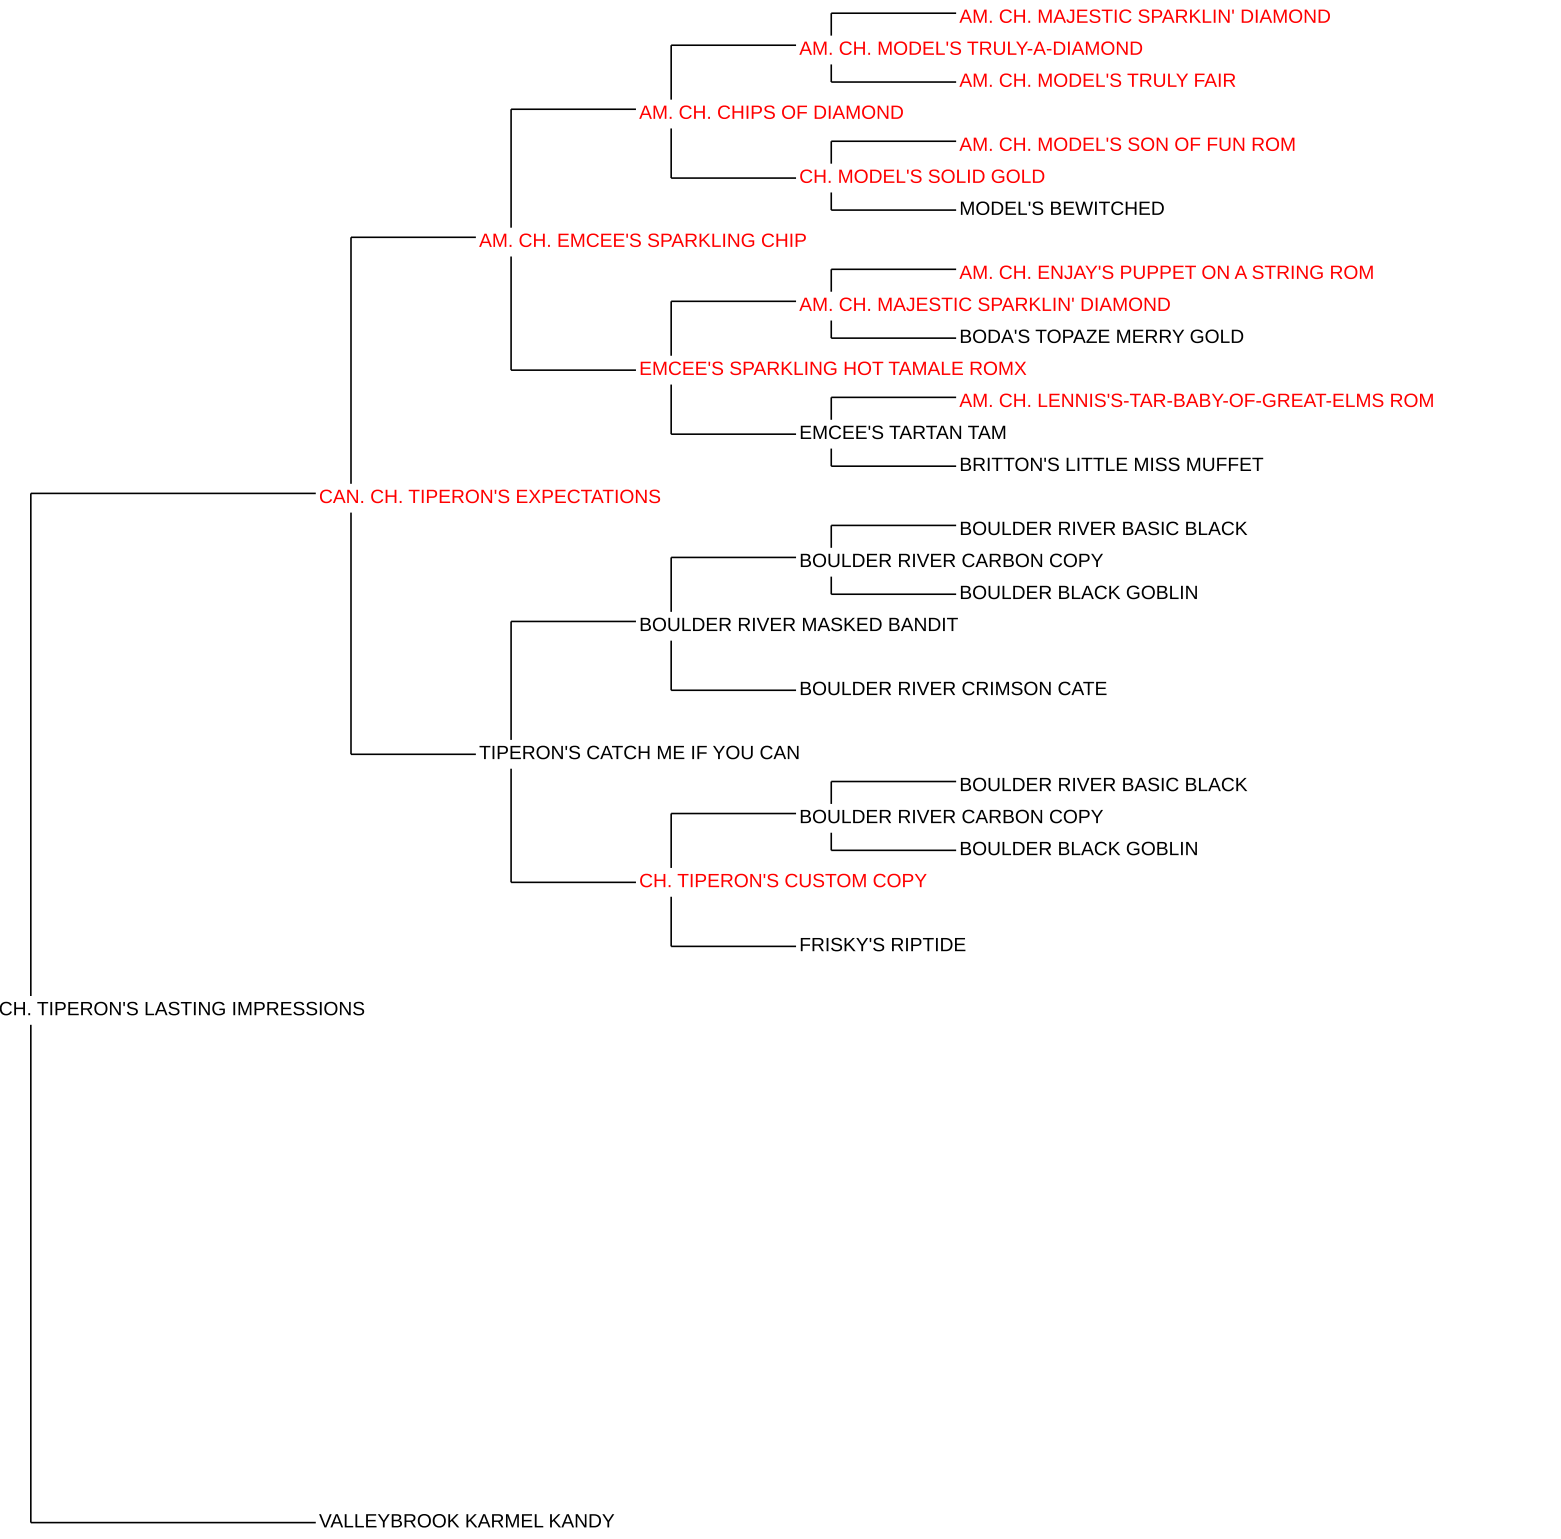 AM. CH. MAJESTIC SPARKLIN' DIAMOND
AM. CH. MODEL'S TRULY-A-DIAMOND
AM. CH. MODEL'S TRULY FAIR
AM. CH. CHIPS OF DIAMOND
AM. CH. MODEL'S SON OF FUN ROM
CH. MODEL'S SOLID GOLD
MODEL'S BEWITCHED
AM. CH. EMCEE'S SPARKLING CHIP
AM. CH. ENJAY'S PUPPET ON A STRING ROM
AM. CH. MAJESTIC SPARKLIN' DIAMOND
BODA'S TOPAZE MERRY GOLD
EMCEE'S SPARKLING HOT TAMALE ROMX
AM. CH. LENNIS'S-TAR-BABY-OF-GREAT-ELMS ROM
EMCEE'S TARTAN TAM
BRITTON'S LITTLE MISS MUFFET
CAN. CH. TIPERON'S EXPECTATIONS
BOULDER RIVER BASIC BLACK
BOULDER RIVER CARBON COPY
BOULDER BLACK GOBLIN
BOULDER RIVER MASKED BANDIT
BOULDER RIVER CRIMSON CATE
TIPERON'S CATCH ME IF YOU CAN
BOULDER RIVER BASIC BLACK
BOULDER RIVER CARBON COPY
BOULDER BLACK GOBLIN
CH. TIPERON'S CUSTOM COPY
FRISKY'S RIPTIDE
CH. TIPERON'S LASTING IMPRESSIONS
VALLEYBROOK KARMEL KANDY